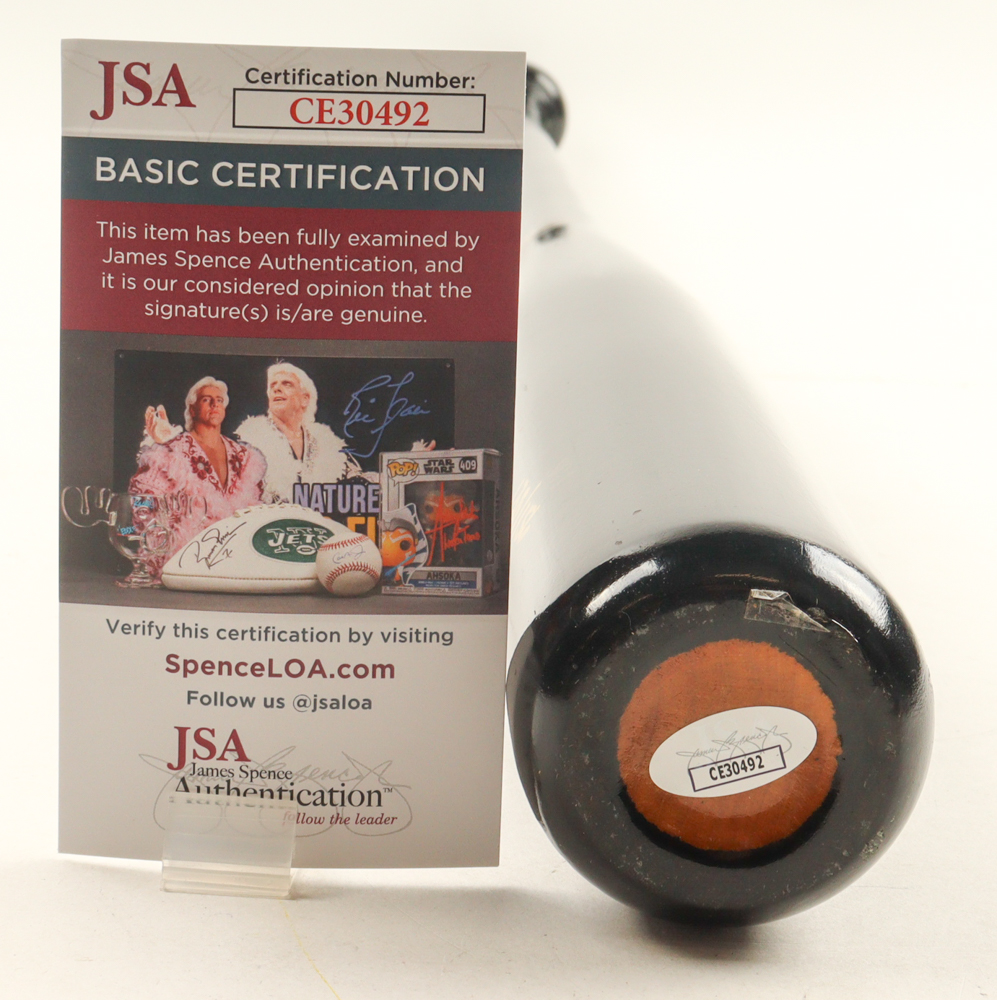 JSA
Certification Number:
CE30492
BASIC CERTIFICATION
This item has been fully examined by
James Spence Authentication, and
it is our considered opinion that the
signature(s) is/are genuine.
NATURE
POP!
STAR WARS
409
JETS
AHSOKA
Verify this certification by visiting
SpenceLOA.com
Follow us @jsaloa
JSA
James Spence
Authentication™
follow the leader
CE30492